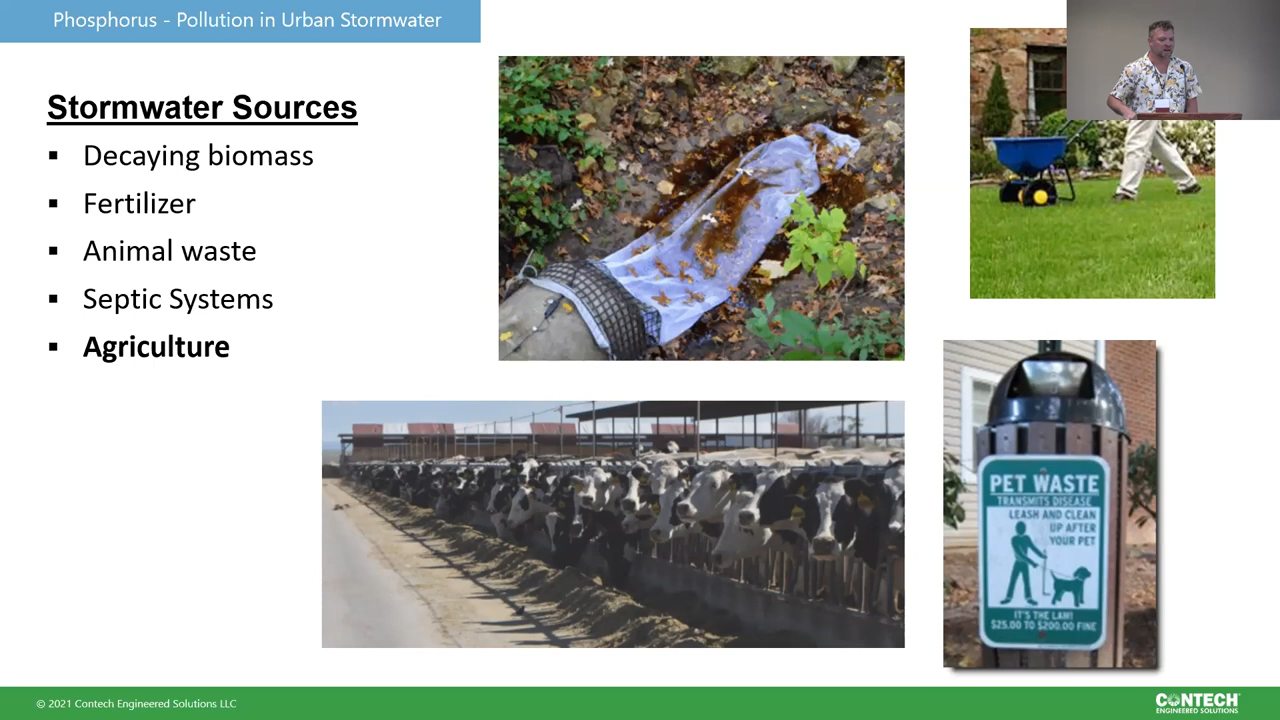 Phosphorus - Pollution in Urban Stormwater
Stormwater Sources
▪ Decaying biomass
▪ Fertilizer
▪ Animal waste
▪ Septic Systems
▪ Agriculture
PET WASTE
TRANSMITS DISEASE
LEASH AND CLEAN
UP AFTER
YOUR PET
IT'S THE LAW!
$25.00 TO $200.00 FINE
© 2021 Contech Engineered Solutions LLC
CONTECH
ENGINEERED SOLUTIONS